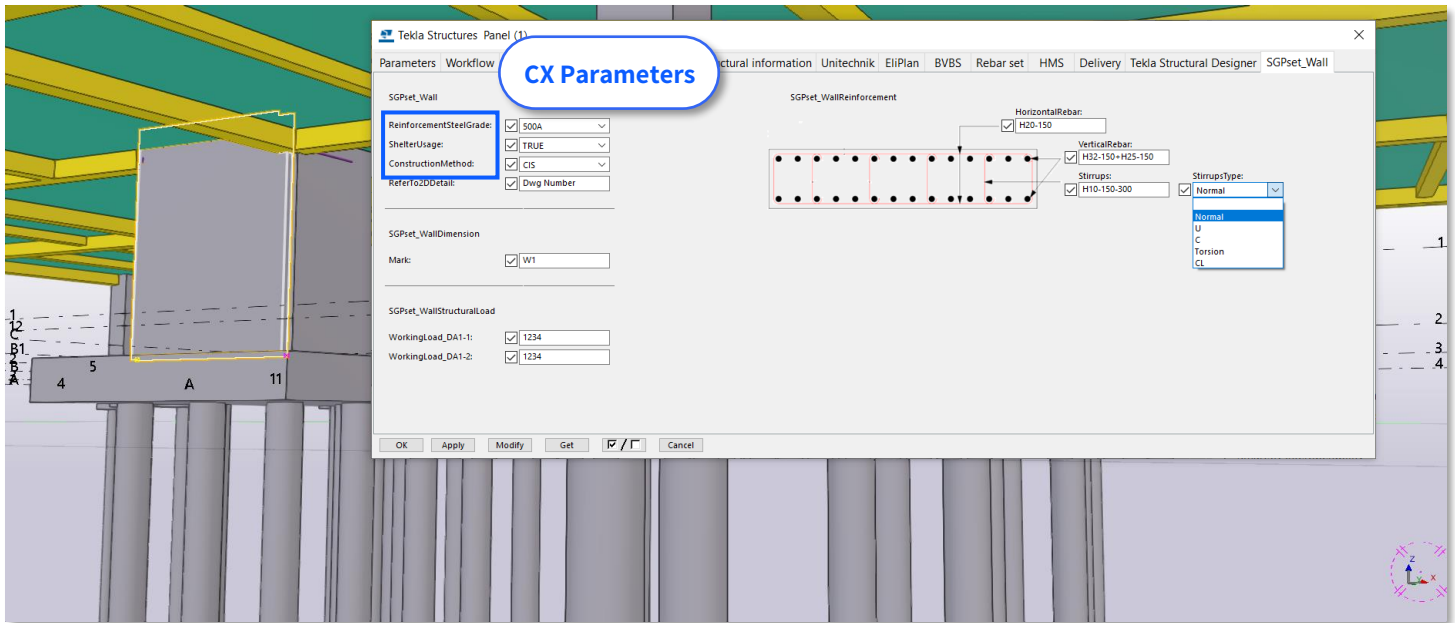 Tekla Structures Panel (1)
CX Parameters
Parameters Workflow ctural information Unitechnik EliPlan BVBS Rebar set HMS Delivery Tekla Structural Designer SGPset_Wall
SGPset_Wall
ReinforcementSteelGrade: 500A
ShelterUsage: TRUE
ConstructionMethod: CIS
ReferTo2DDetail: Dwg Number
SGPset_WallDimension
Mark: W1
SGPset_WallStructuralLoad
WorkingLoad_DA1-1: 1234
WorkingLoad_DA1-2: 1234
SGPset_WallReinforcement
HorizontalRebar:
H20-150
VerticalRebar:
H32-150+H25-150
Stirrups:
H10-150-300
StirrupsType:
Normal
Normal
U
C
Torsion
CL
OK Apply Modify Get / Cancel
1
12
C
B1
5
4
A
11
1
2
3
4
Z
X